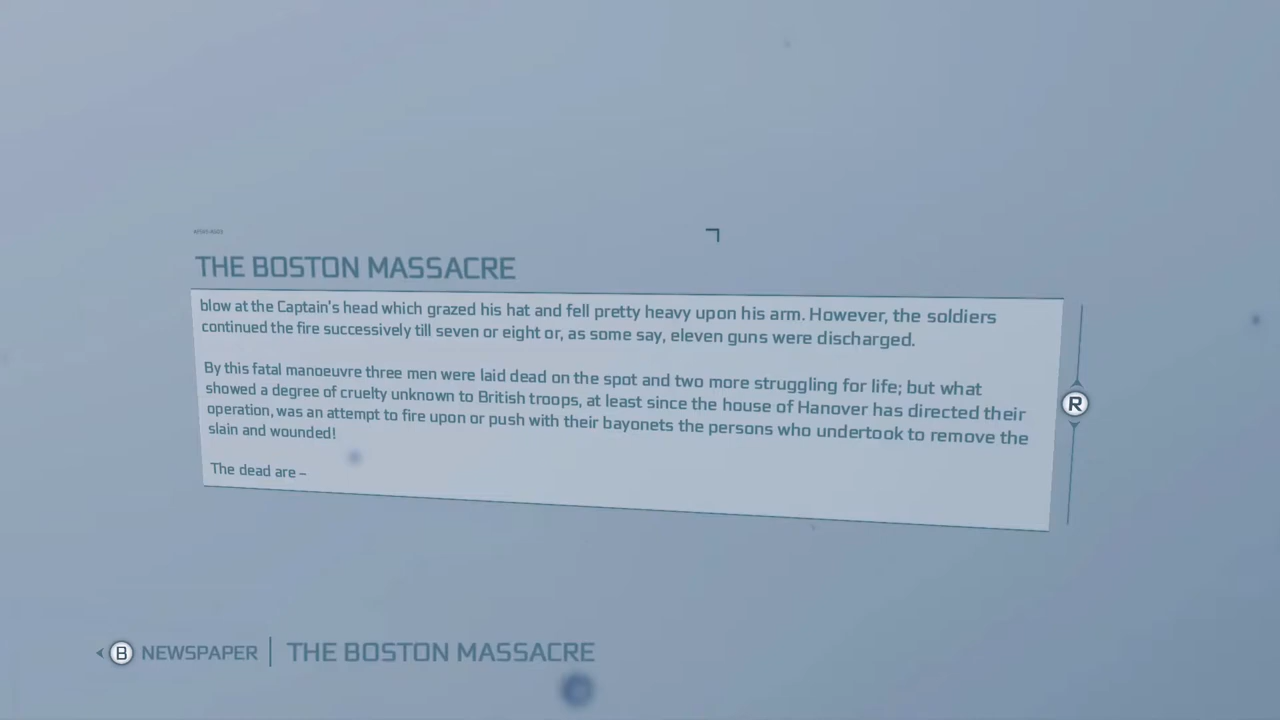 THE BOSTON MASSACRE
blow at the Captain's head which grazed his hat and fell pretty heavy upon his arm. However, the soldiers
continued the fire successively till seven or eight or, as some say, eleven guns were discharged.
By this fatal manoeuvre three men were laid dead on the spot and two more struggling for life; but what
showed a degree of cruelty unknown to British troops, at least since the house of Hanover has directed their
operation, was an attempt to fire upon or push with their bayonets the persons who undertook to remove the
slain and wounded!
The dead are –
R
B NEWSPAPER | THE BOSTON MASSACRE